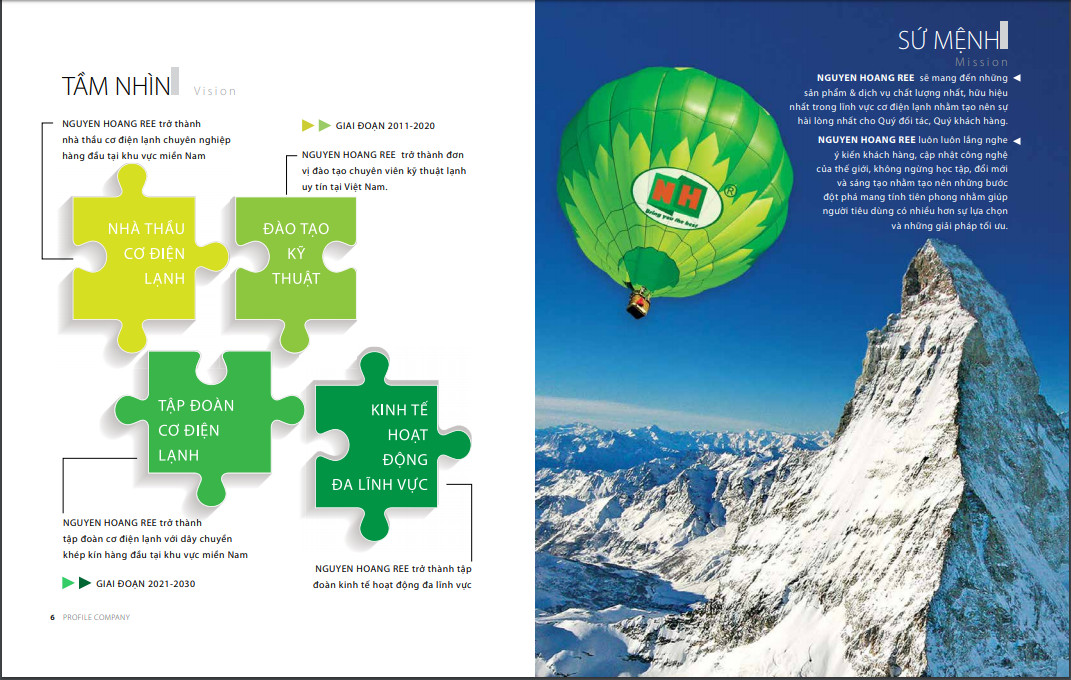 TẦM NHÌN
Vision
NGUYEN HOANG REE trở thành
nhà thầu cơ điện lạnh chuyên nghiệp
hàng đầu tại khu vực miền Nam
GIAI ĐOẠN 2011-2020
NGUYEN HOANG REE trở thành đơn
vị đào tạo chuyên viên kỹ thuật lạnh
uy tín tại Việt Nam.
NHÀ THẦU
CƠ ĐIỆN
LẠNH
ĐÀO TẠO
KỸ
THUẬT
TẬP ĐOÀN
CƠ ĐIỆN
LẠNH
KINH TẾ
HOẠT
ĐỘNG
ĐA LĨNH VỰC
NGUYEN HOANG REE trở thành
tập đoàn cơ điện lạnh với dây chuyền
khép kín hàng đầu tại khu vực miền Nam
GIAI ĐOẠN 2021-2030
NGUYEN HOANG REE trở thành tập
đoàn kinh tế hoạt động đa lĩnh vực
6 PROFILE COMPANY
SỨ MỆNH
Mission
NGUYEN HOANG REE sẽ mang đến những
sản phẩm & dịch vụ chất lượng nhất, hữu hiệu
nhất trong lĩnh vực cơ điện lạnh nhằm tạo nên sự
hài lòng nhất cho Quý đối tác, Quý khách hàng.
NGUYEN HOANG REE luôn luôn lắng nghe
ý kiến khách hàng, cập nhật công nghệ
của thế giới, không ngừng học tập, đổi mới
và sáng tạo nhằm tạo nên những bước
đột phá mang tính tiên phong nhằm giúp
người tiêu dùng có nhiều hơn sự lựa chọn
và những giải pháp tối ưu.
NH ®
Bring you the best